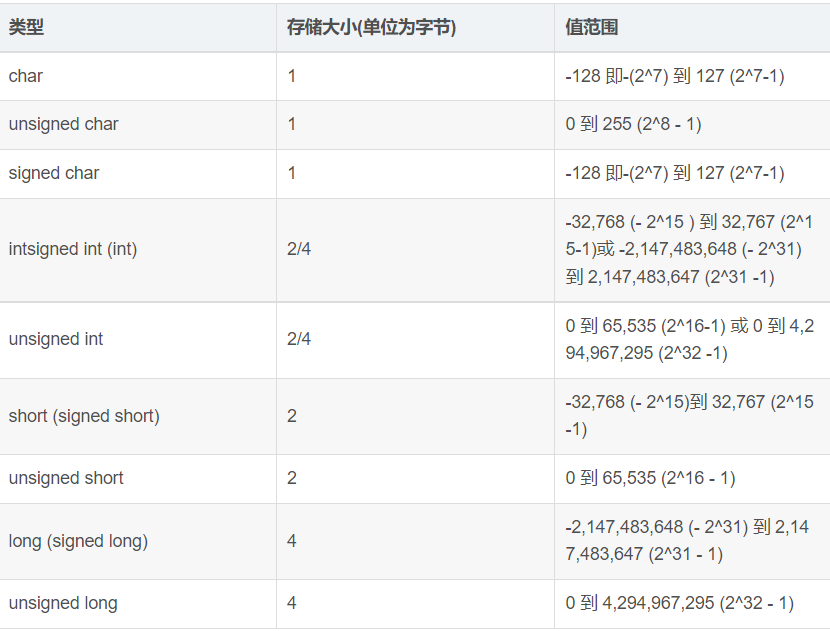 类型 存储大小(单位为字节) 值范围
char 1 -128 即-(2^7) 到 127 (2^7-1)
unsigned char 1 0 到 255 (2^8 - 1)
signed char 1 -128 即-(2^7) 到 127 (2^7-1)
intsigned int (int) 2/4 -32,768 (- 2^15 ) 到 32,767 (2^1
5-1)或 -2,147,483,648 (- 2^31)
到 2,147,483,647 (2^31 -1)
unsigned int 2/4 0 到 65,535 (2^16-1) 或 0 到 4,2
94,967,295 (2^32 -1)
short (signed short) 2 -32,768 (- 2^15)到 32,767 (2^15
-1)
unsigned short 2 0 到 65,535 (2^16 - 1)
long (signed long) 4 -2,147,483,648 (- 2^31) 到 2,14
7,483,647 (2^31 - 1)
unsigned long 4 0 到 4,294,967,295 (2^32 - 1)